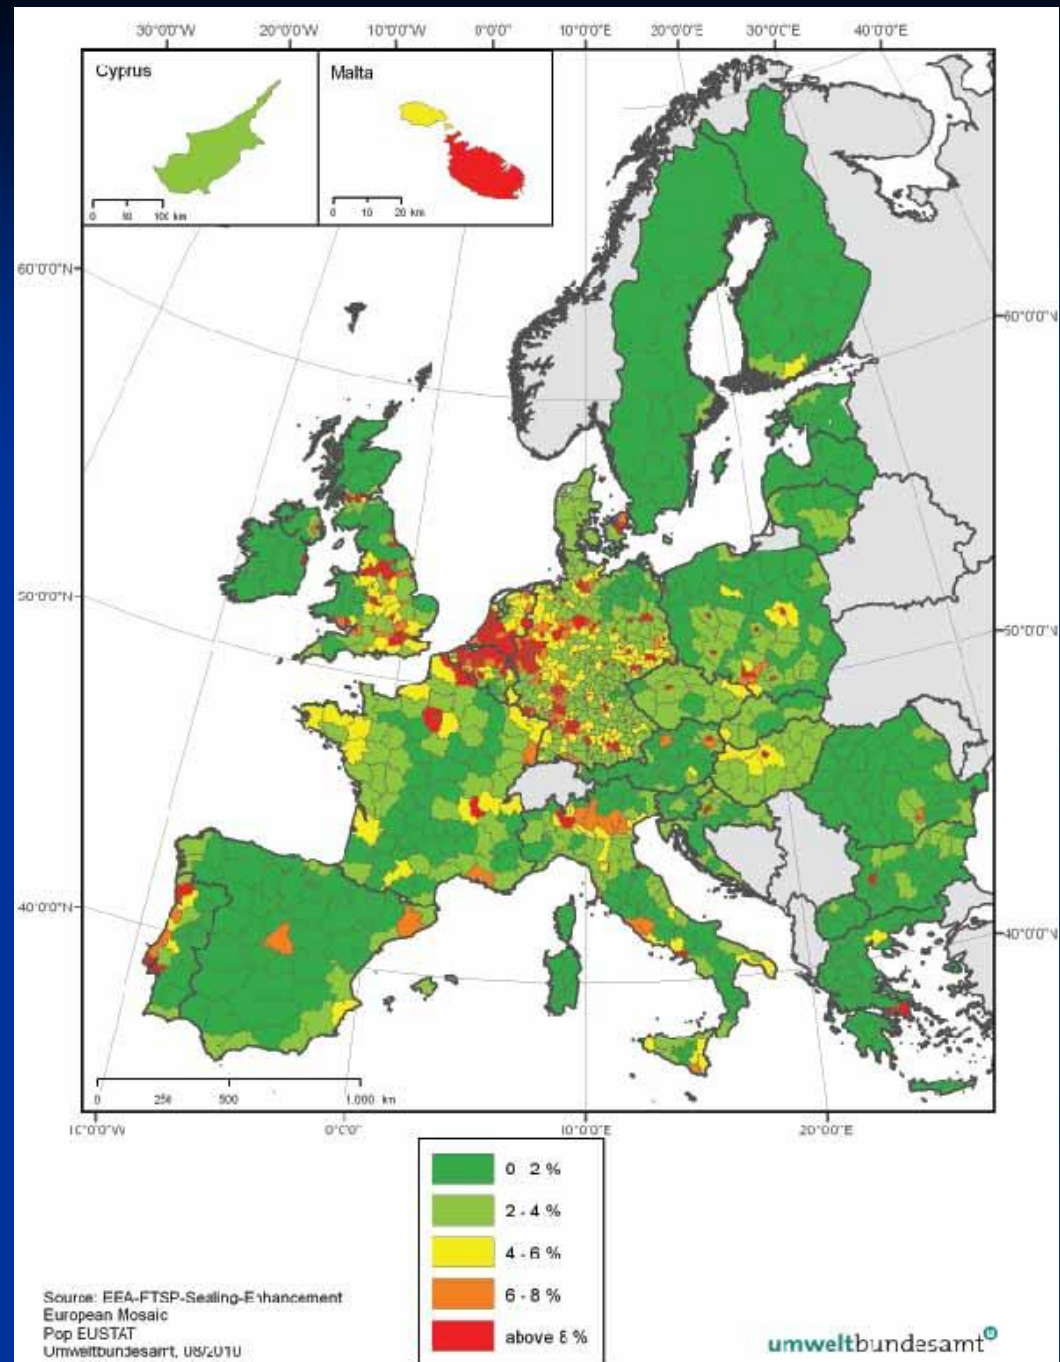 30°0'0"W 20°0'0"W 10°0'0"W 0°0'0" 10°0'0"E 20°0'0"E 30°0'0"E 40°0'0"E
Cyprus
Malta
0 50 100 km
0 10 20 km
60°0'0"N
60°0'0"N
50°0'0"N
50°0'0"N
40°0'0"N
40°0'0"N
0 250 500 1.000 km
10°0'0"W 0°0'0" 10°0'0"E 20°0'0"E
0 2 %
2 - 4 %
4 - 6 %
6 - 8 %
above 8 %
Source: EEA-FTSP-Sealing-Enhancement
European Mosaic
Pop EUSTAT
Umweltbundesamt, 08/2010
umweltbundesamt